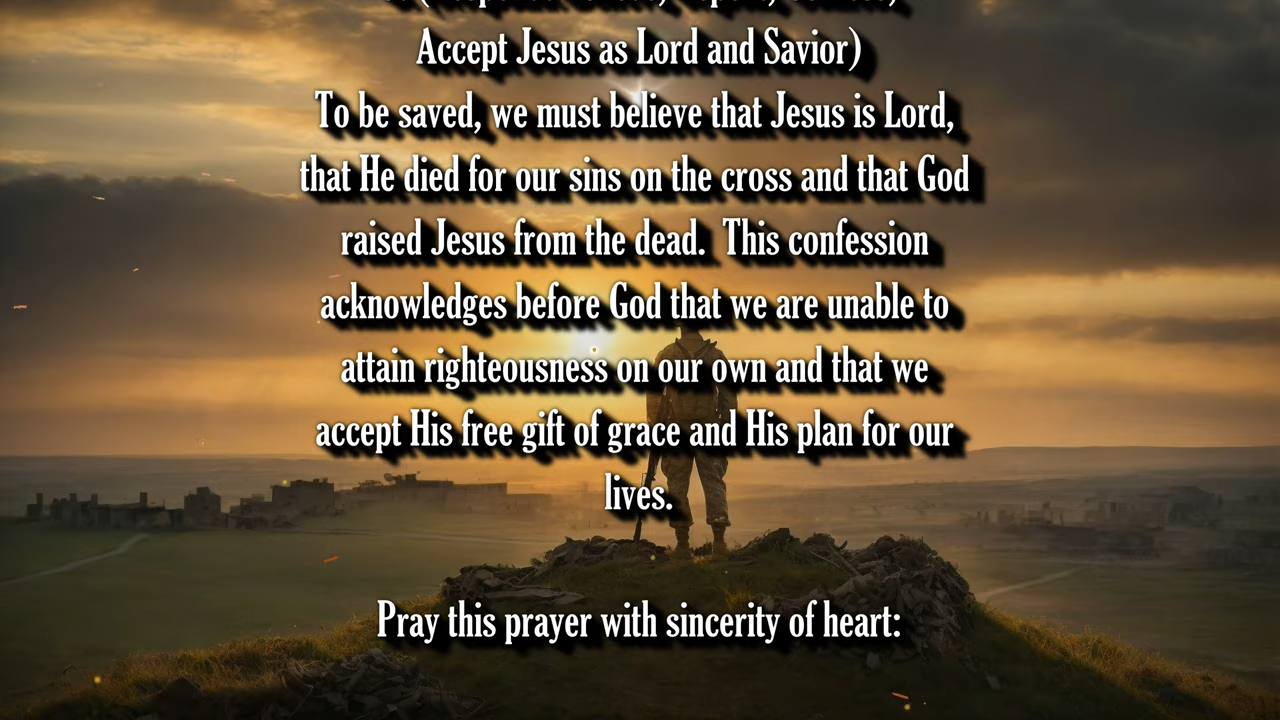 Accept Jesus as Lord and Savior)
To be saved, we must believe that Jesus is Lord,
that He died for our sins on the cross and that God
raised Jesus from the dead.  This confession
acknowledges before God that we are unable to
attain righteousness on our own and that we
accept His free gift of grace and His plan for our
lives.
Pray this prayer with sincerity of heart: